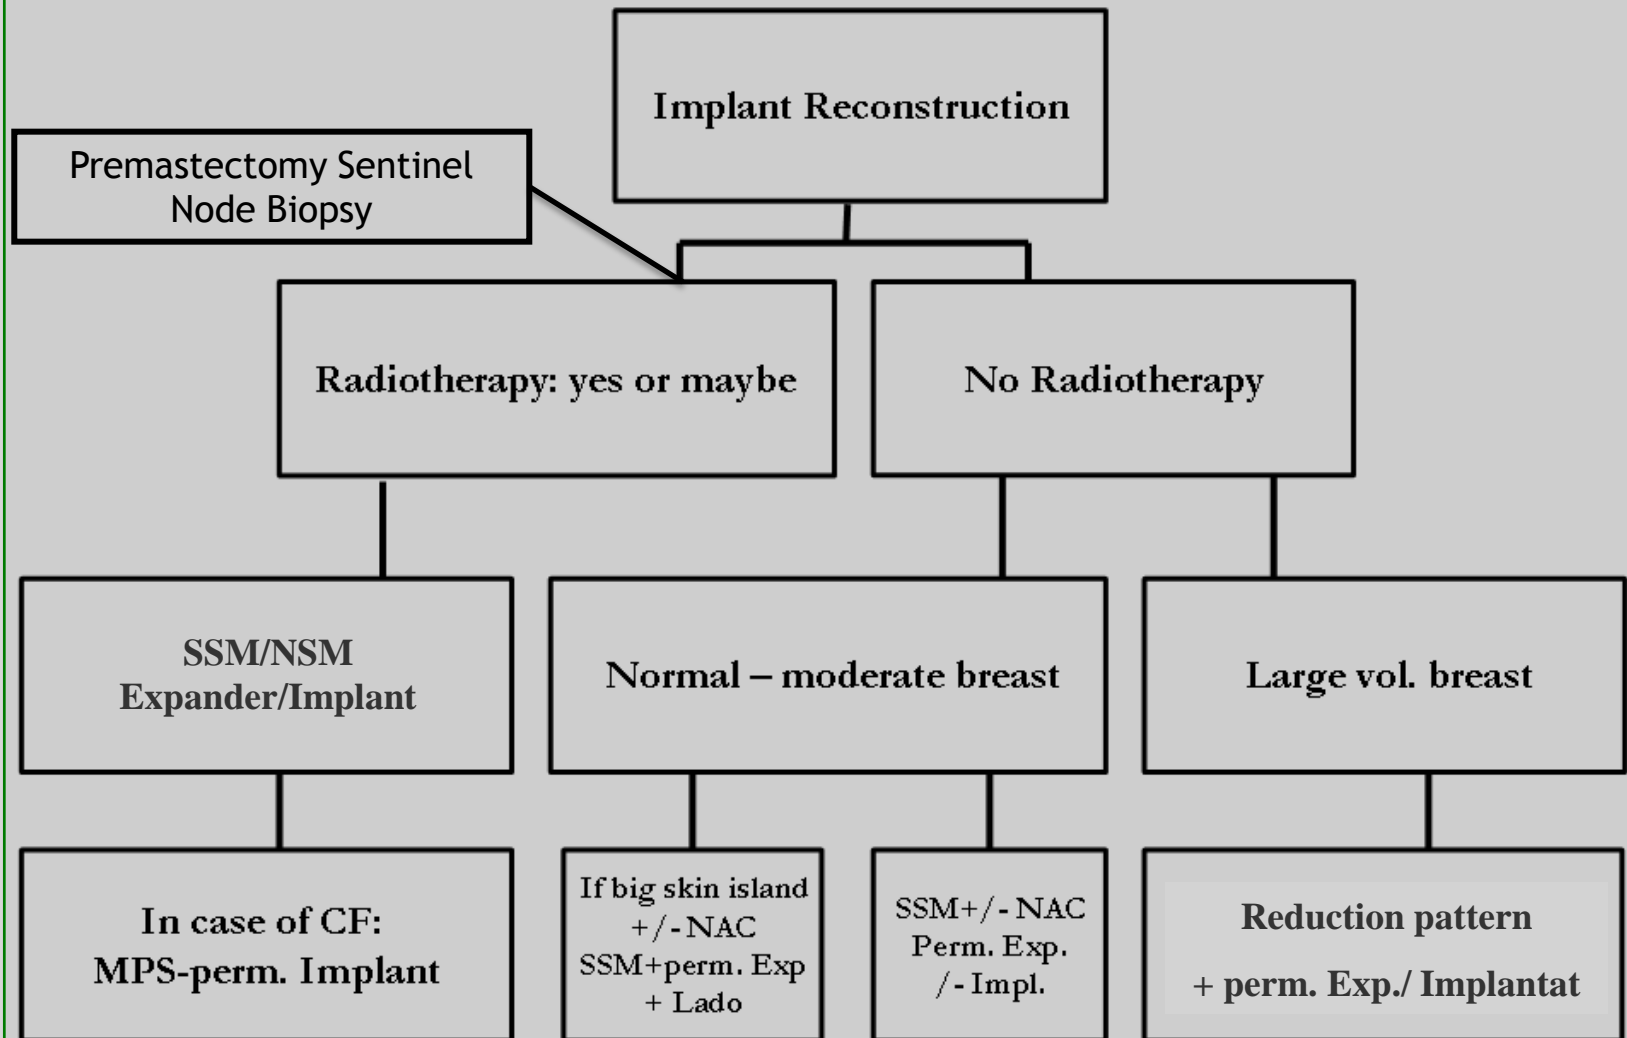 Implant Reconstruction
Premastectomy Sentinel
Node Biopsy
Radiotherapy: yes or maybe
No Radiotherapy
SSM/NSM
Expander/Implant
Normal – moderate breast
Large vol. breast
In case of CF:
MPS-perm. Implant
If big skin island
+/- NAC
SSM+perm. Exp
+ Lado
SSM+/- NAC
Perm. Exp.
/- Impl.
Reduction pattern
+ perm. Exp./ Implantat